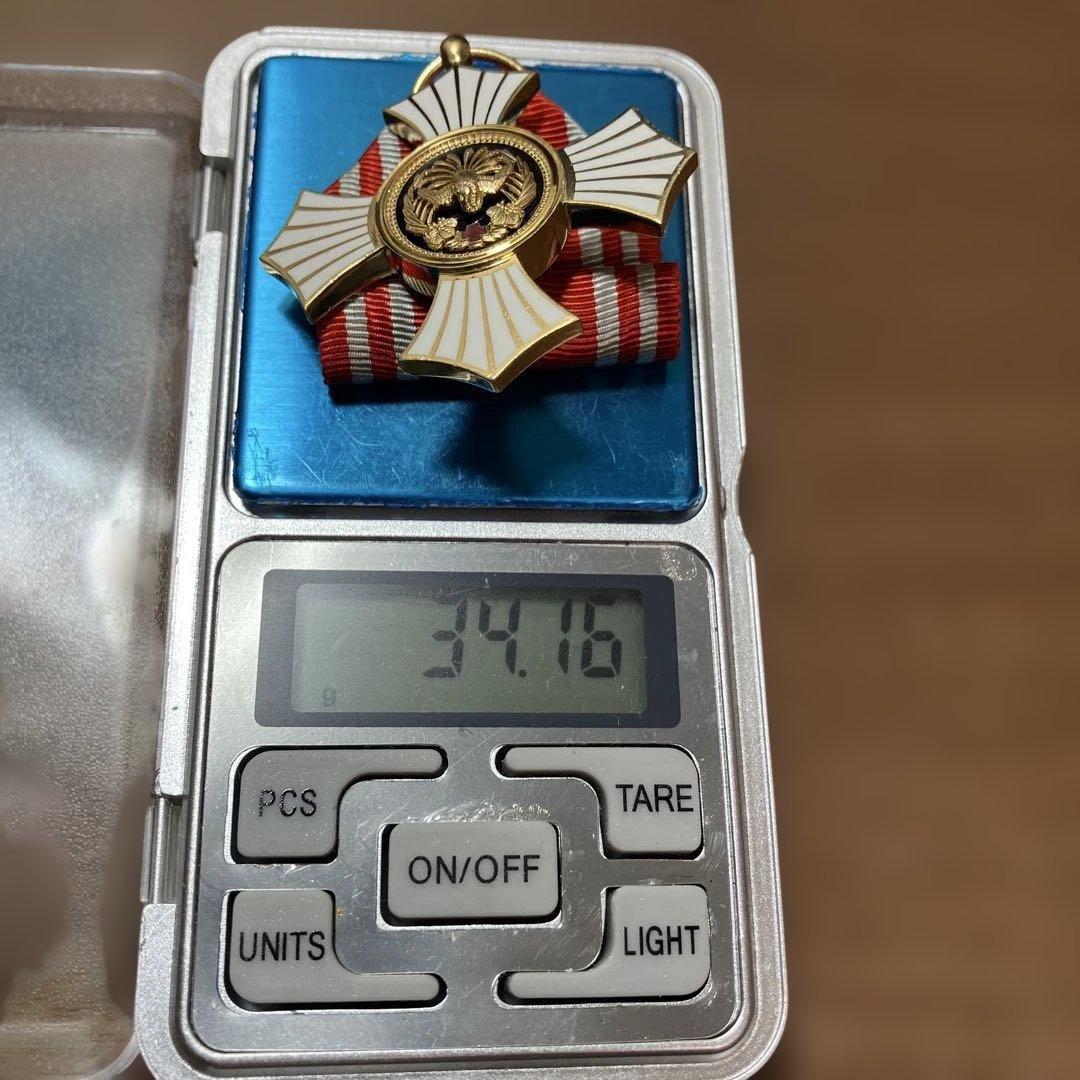 34.16
g
PCS
TARE
ON/OFF
UNITS
LIGHT